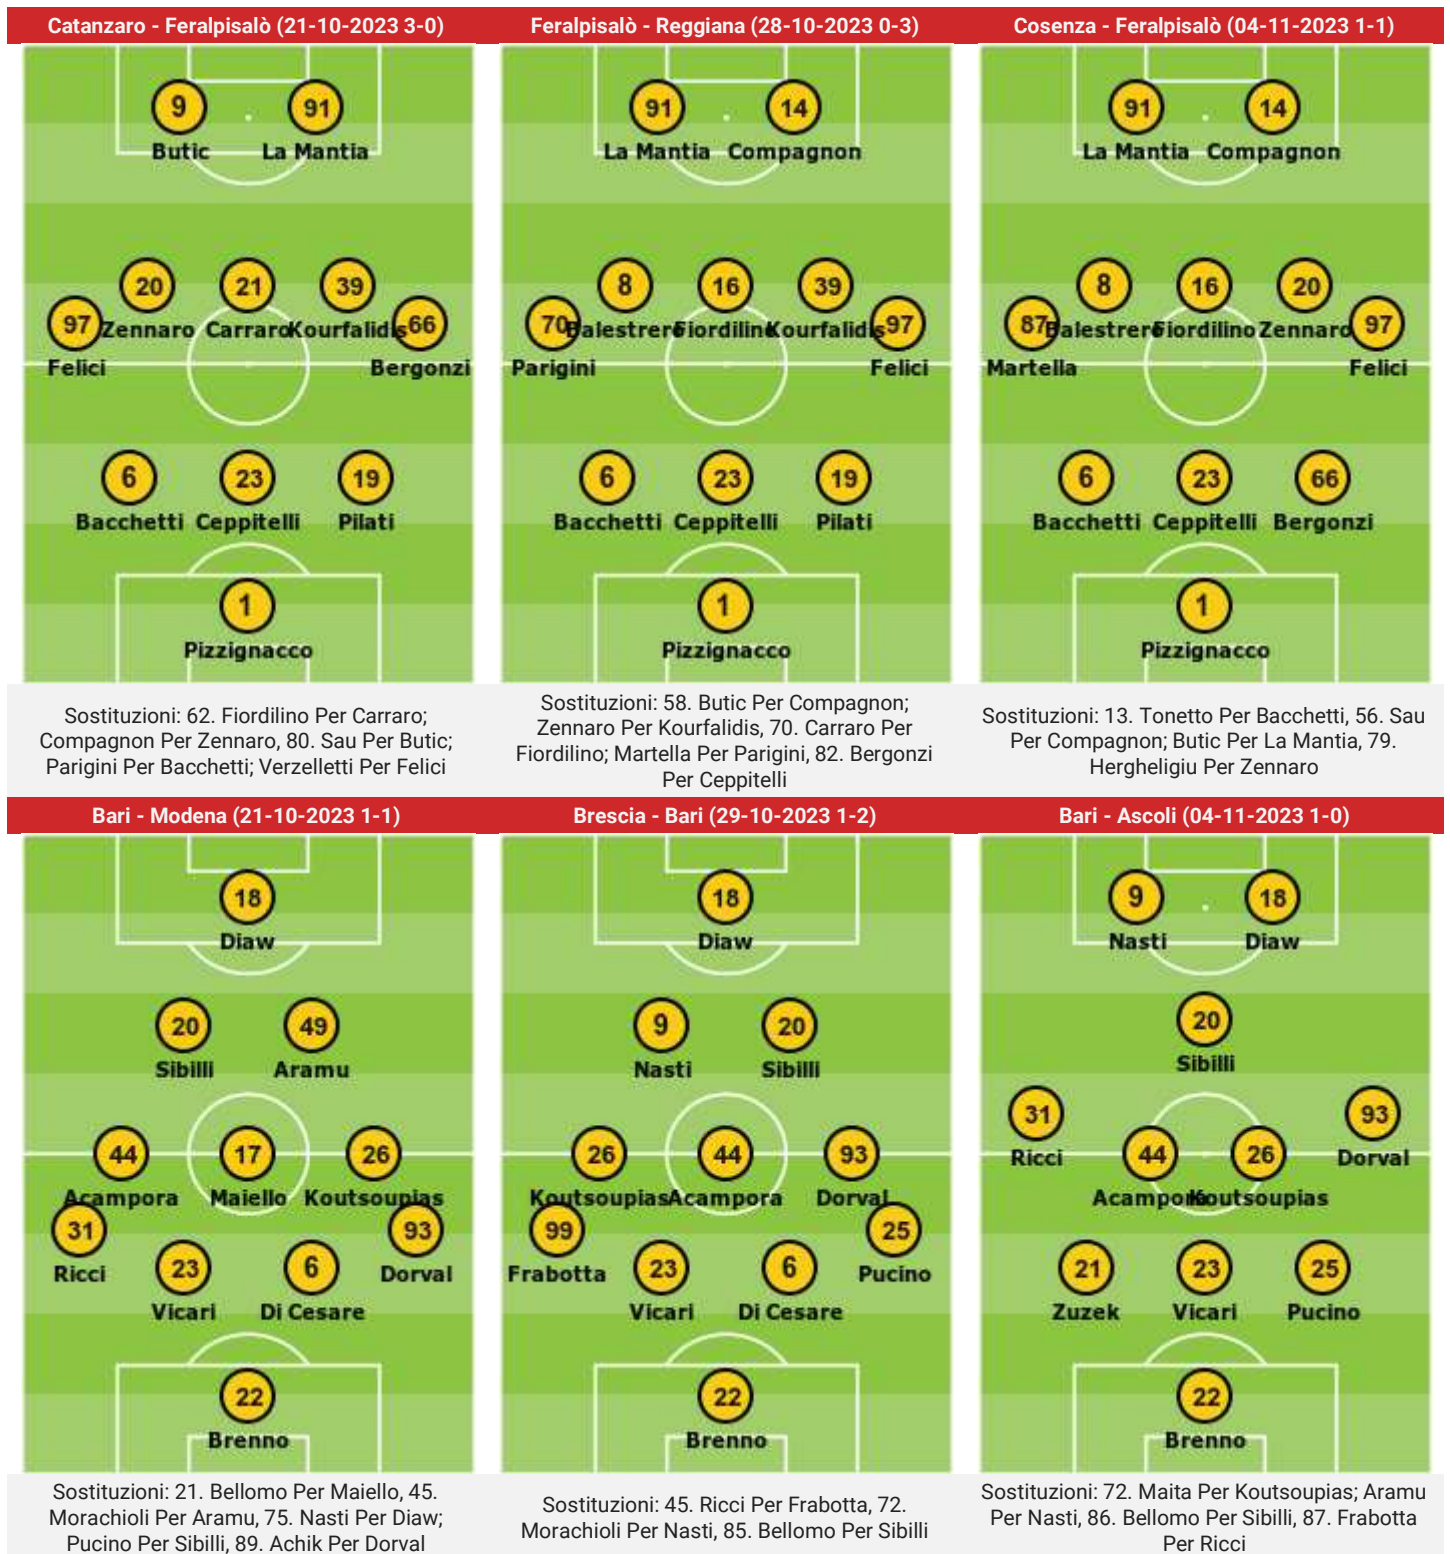 Catanzaro - Feralpisalò (21-10-2023 3-0)
9 91
Butic La Mantia
20 21 39
97 66
Zennaro Carraro Kourfalidis
Felici Bergonzi
6 23 19
Bacchetti Ceppitelli Pilati
1
Pizzignacco
Sostituzioni: 62. Fiordilino Per Carraro;
Compagnon Per Zennaro, 80. Sau Per Butic;
Parigini Per Bacchetti; Verzelletti Per Felici
Feralpisalò - Reggiana (28-10-2023 0-3)
91 14
La Mantia Compagnon
8 16 39
70 97
Balestrero Fiordilino Kourfalidis
Parigini Felici
6 23 19
Bacchetti Ceppitelli Pilati
1
Pizzignacco
Sostituzioni: 58. Butic Per Compagnon;
Zennaro Per Kourfalidis, 70. Carraro Per
Fiordilino; Martella Per Parigini, 82. Bergonzi
Per Ceppitelli
Cosenza - Feralpisalò (04-11-2023 1-1)
91 14
La Mantia Compagnon
8 16 20
87 97
Balestrero Fiordilino Zennaro
Martella Felici
6 23 66
Bacchetti Ceppitelli Bergonzi
1
Pizzignacco
Sostituzioni: 13. Tonetto Per Bacchetti, 56. Sau
Per Compagnon; Butic Per La Mantia, 79.
Hergheligiu Per Zennaro
Bari - Modena (21-10-2023 1-1)
18
Diaw
20 49
Sibilli Aramu
44 17 26
Acampora Maiello Koutsoupias
31 93
Ricci Dorval
23 6
Vicari Di Cesare
22
Brenno
Sostituzioni: 21. Bellomo Per Maiello, 45.
Morachioli Per Aramu, 75. Nasti Per Diaw;
Pucino Per Sibilli, 89. Achik Per Dorval
Brescia - Bari (29-10-2023 1-2)
18
Diaw
9 20
Nasti Sibilli
26 44 93
Koutsoupias Acampora Dorval
99 25
Frabotta Pucino
23 6
Vicari Di Cesare
22
Brenno
Sostituzioni: 45. Ricci Per Frabotta, 72.
Morachioli Per Nasti, 85. Bellomo Per Sibilli
Bari - Ascoli (04-11-2023 1-0)
9 18
Nasti Diaw
20
Sibilli
31 93
Ricci Dorval
44 26
Acampora Koutsoupias
21 23 25
Zuzek Vicari Pucino
22
Brenno
Sostituzioni: 72. Maita Per Koutsoupias; Aramu
Per Nasti, 86. Bellomo Per Sibilli, 87. Frabotta
Per Ricci